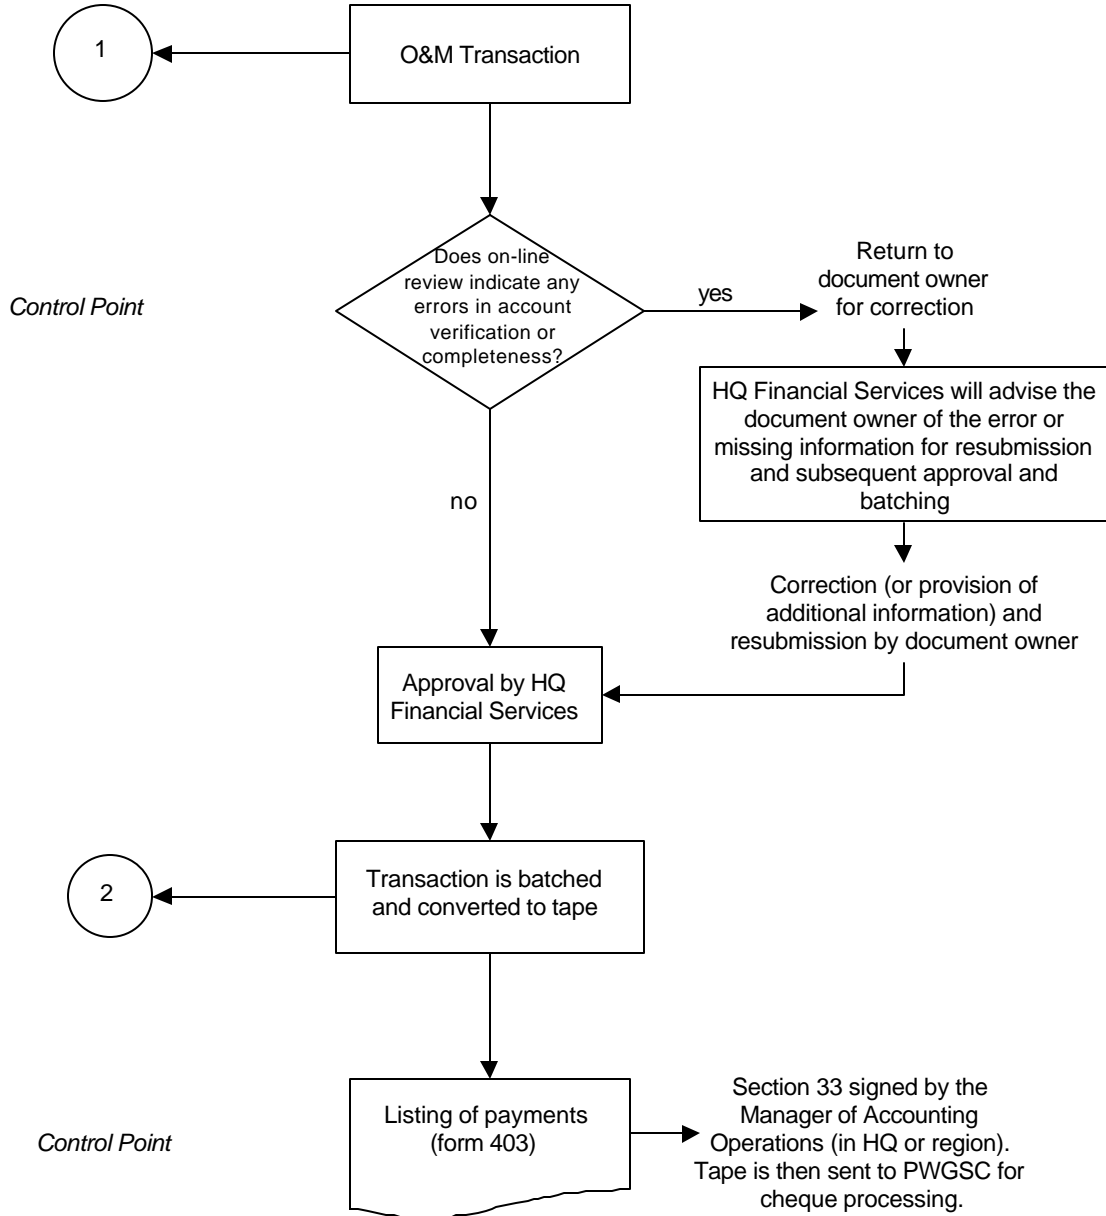 1
O&M Transaction
Control Point
Does on-line
review indicate any
errors in account
verification or
completeness?
yes
Return to
document owner
for correction
HQ Financial Services will advise the
document owner of the error or
missing information for resubmission
and subsequent approval and
batching
no
Correction (or provision of
additional information) and
resubmission by document owner
Approval by HQ
Financial Services
2
Transaction is batched
and converted to tape
Control Point
Listing of payments
(form 403)
Section 33 signed by the
Manager of Accounting
Operations (in HQ or region).
Tape is then sent to PWGSC for
cheque processing.